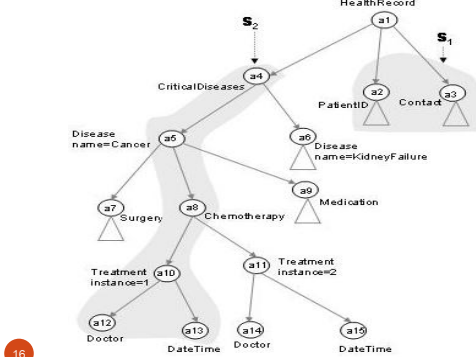 HealthRecord
a1
S2
S1
a4
CriticalDiseases
a2
PatientID
a3
Contact
Disease
name=Cancer
a5
a6
Disease
name=KidneyFailure
a7
Surgery
a8
Chemotherapy
a9
Medication
Treatment
instance=1
a10
a11
Treatment
instance=2
a12
Doctor
a13
DateTime
a14
Doctor
a15
DateTime
16